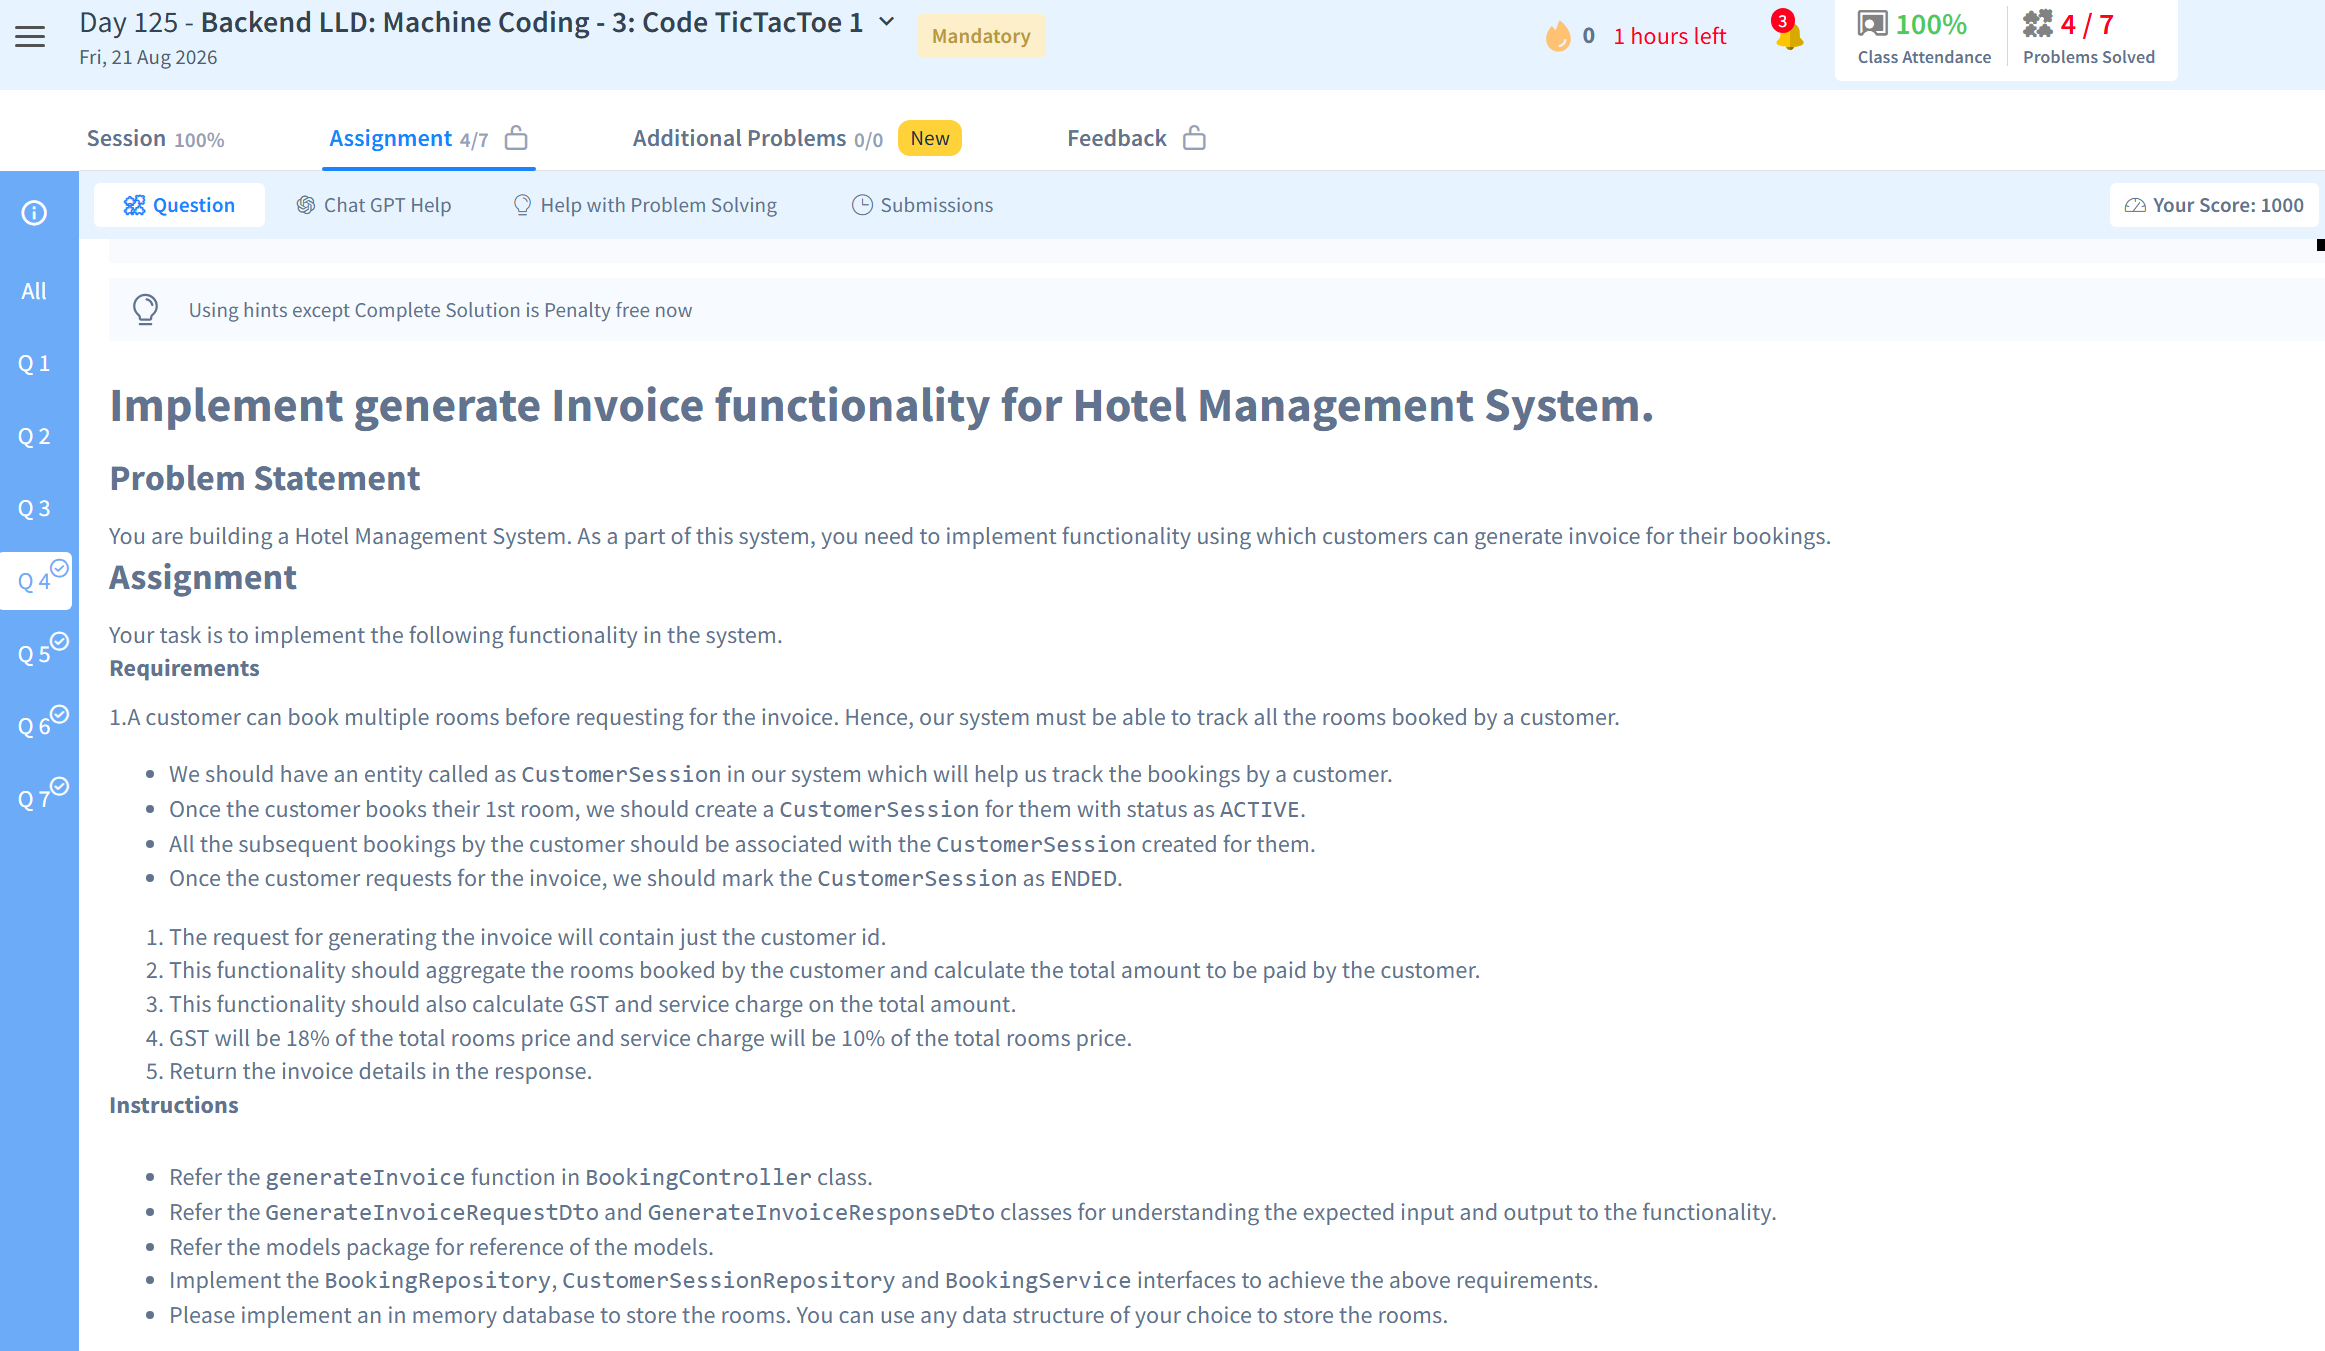 Day 125 - Backend LLD: Machine Coding - 3: Code TicTacToe 1
Mandatory
Fri, 21 Aug 2026
0
1 hours left
3
100%
Class Attendance
4 / 7
Problems Solved
Session 100%
Assignment 4/7
Additional Problems 0/0
New
Feedback
Question
Chat GPT Help
Help with Problem Solving
Submissions
Your Score: 1000
All
Q 1
Q 2
Q 3
Q 4
Q 5
Q 6
Q 7
Using hints except Complete Solution is Penalty free now
Implement generate Invoice functionality for Hotel Management System.
Problem Statement
You are building a Hotel Management System. As a part of this system, you need to implement functionality using which customers can generate invoice for their bookings.
Assignment
Your task is to implement the following functionality in the system.
Requirements
1.A customer can book multiple rooms before requesting for the invoice. Hence, our system must be able to track all the rooms booked by a customer.
• We should have an entity called as CustomerSession in our system which will help us track the bookings by a customer.
• Once the customer books their 1st room, we should create a CustomerSession for them with status as ACTIVE.
• All the subsequent bookings by the customer should be associated with the CustomerSession created for them.
• Once the customer requests for the invoice, we should mark the CustomerSession as ENDED.
1. The request for generating the invoice will contain just the customer id.
2. This functionality should aggregate the rooms booked by the customer and calculate the total amount to be paid by the customer.
3. This functionality should also calculate GST and service charge on the total amount.
4. GST will be 18% of the total rooms price and service charge will be 10% of the total rooms price.
5. Return the invoice details in the response.
Instructions
• Refer the generateInvoice function in BookingController class.
• Refer the GenerateInvoiceRequestDto and GenerateInvoiceResponseDto classes for understanding the expected input and output to the functionality.
• Refer the models package for reference of the models.
• Implement the BookingRepository, CustomerSessionRepository and BookingService interfaces to achieve the above requirements.
• Please implement an in memory database to store the rooms. You can use any data structure of your choice to store the rooms.